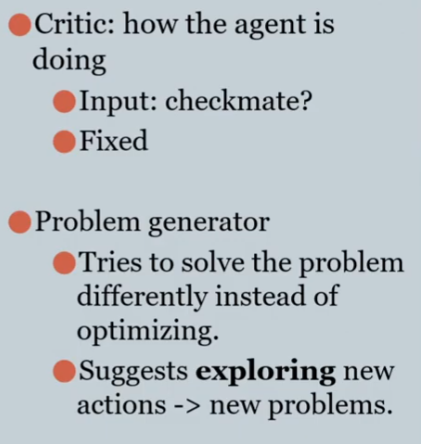 Critic: how the agent is
doing
Input: checkmate?
Fixed
Problem generator
Tries to solve the problem
differently instead of
optimizing.
Suggests exploring new
actions -> new problems.